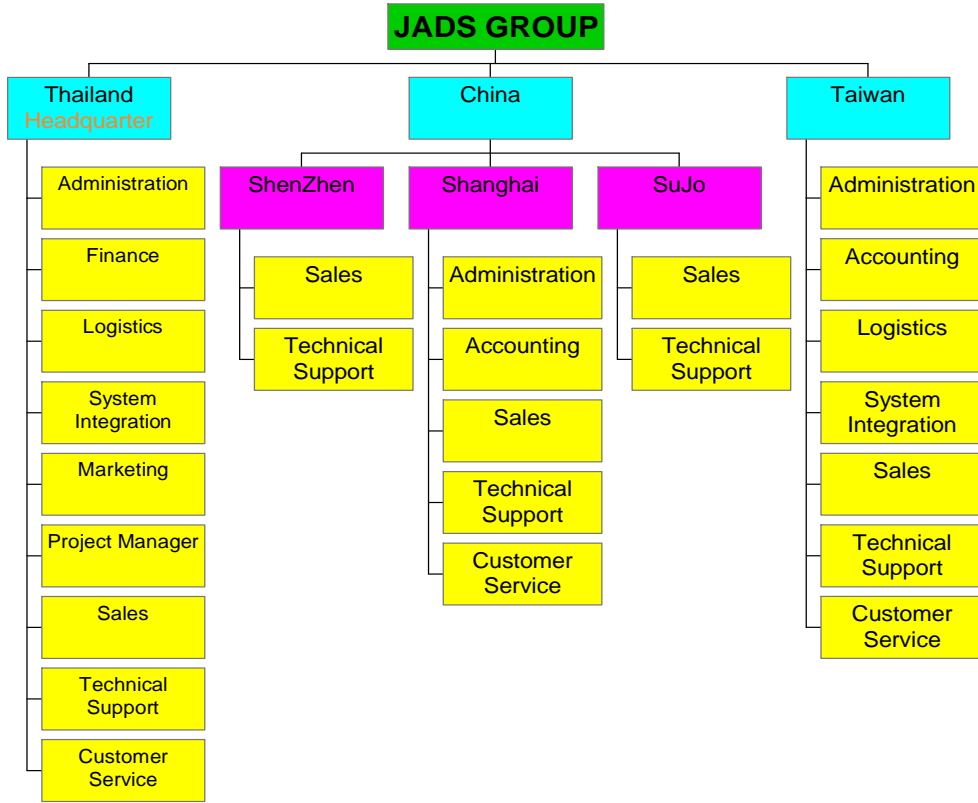 JADS GROUP
Thailand
Headquarter
China
Taiwan
Administration
Finance
Logistics
System
Integration
Marketing
Project Manager
Sales
Technical
Support
Customer
Service
ShenZhen
Sales
Technical
Support
Shanghai
Administration
Accounting
Sales
Technical
Support
Customer
Service
SuJo
Sales
Technical
Support
Administration
Accounting
Logistics
System
Integration
Sales
Technical
Support
Customer
Service